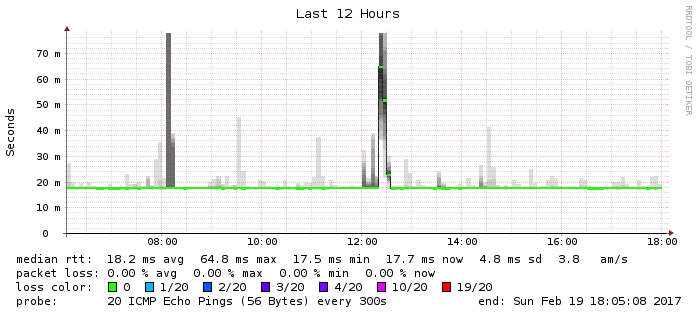 Last 12 Hours
RRDTOOL / TOBI OETIKER
Seconds
70 m
60 m
50 m
40 m
30 m
20 m
10 m
0
08:00 10:00 12:00 14:00 16:00 18:00
median rtt: 18.2 ms avg 64.8 ms max 17.5 ms min 17.7 ms now 4.8 ms sd 3.8 am/s
packet loss: 0.00 % avg 0.00 % max 0.00 % min 0.00 % now
loss color: 0 1/20 2/20 3/20 4/20 10/20 19/20
probe: 20 ICMP Echo Pings (56 Bytes) every 300s end: Sun Feb 19 18:05:08 2017